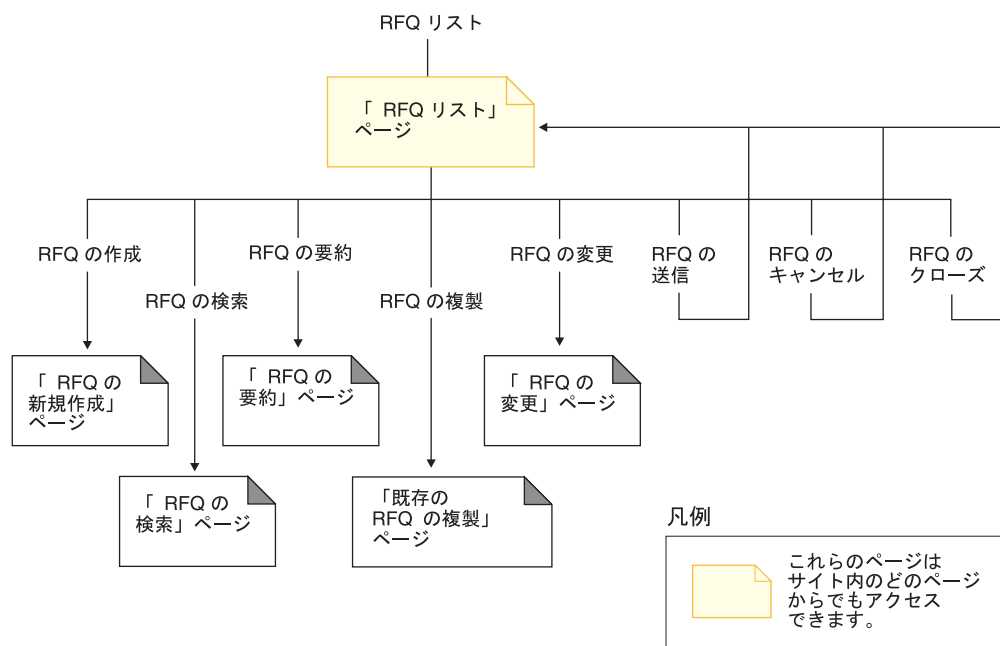 RFQ リスト
「 RFQ リスト」
ページ
RFQ の作成
RFQ の検索
RFQ の要約
RFQ の複製
RFQ の変更
RFQ の
送信
RFQ の
キャンセル
RFQ の
クローズ
「 RFQ の
新規作成」
ページ
「 RFQ の
検索」ページ
「 RFQ の
要約」ページ
「既存の
RFQ の複製」
ページ
「 RFQ の
変更」ページ
凡例
これらのページは
サイト内のどのページ
からでもアクセス
できます。